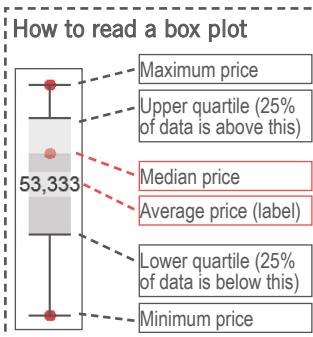 How to read a box plot
Maximum price
Upper quartile (25%
of data is above this)
Median price
53,333
Average price (label)
Lower quartile (25%
of data is below this)
Minimum price